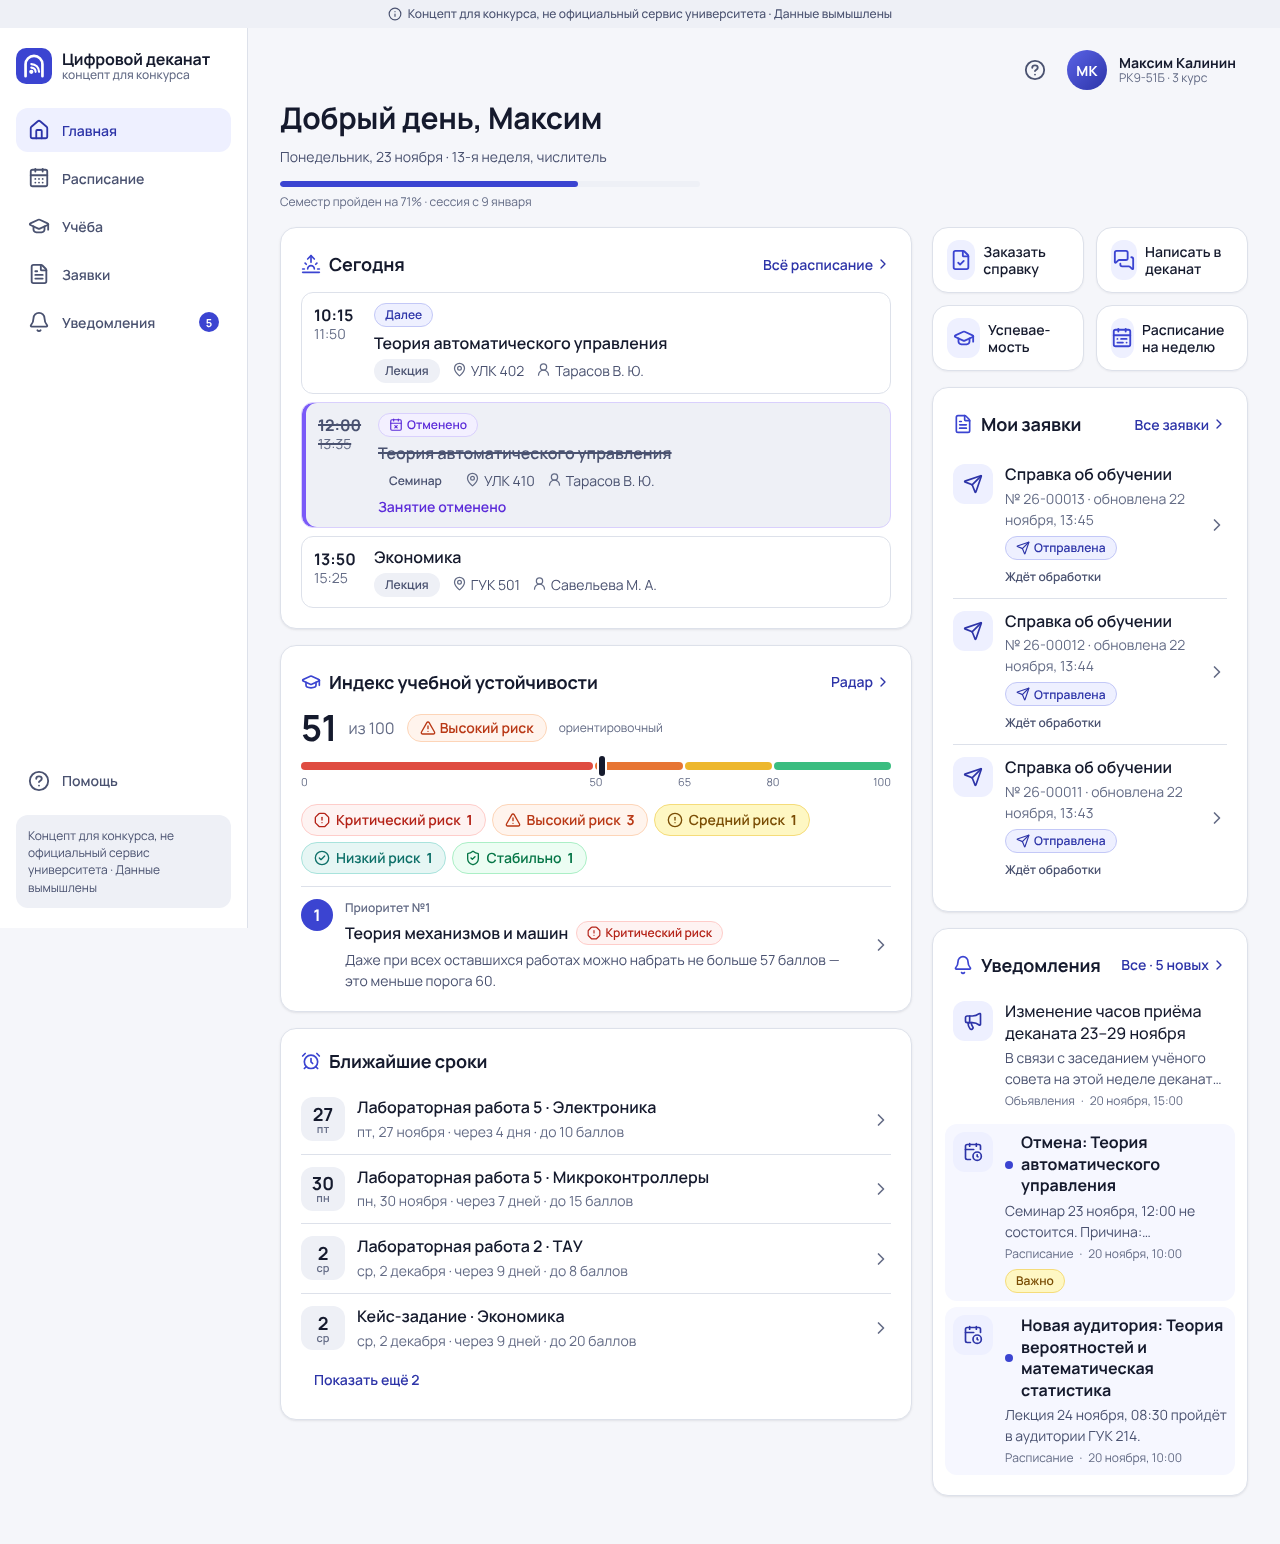 Концепт для конкурса, не официальный сервис университета · Данные вымышлены
Цифровой деканат
концепт для конкурса
Главная
Расписание
Учёба
Заявки
Уведомления
5
Помощь
Концепт для конкурса, не
официальный сервис
университета · Данные
вымышлены
МК
Максим Калинин
РК9-51Б · 3 курс
Добрый день, Максим
Понедельник, 23 ноября · 13-я неделя, числитель
Семестр пройден на 71% · сессия с 9 января
Сегодня
Всё расписание
10:15
11:50
Далее
Теория автоматического управления
Лекция
УЛК 402
Тарасов В. Ю.
12:00
13:35
Отменено
Теория автоматического управления
Семинар
УЛК 410
Тарасов В. Ю.
Занятие отменено
13:50
15:25
Экономика
Лекция
ГУК 501
Савельева М. А.
Индекс учебной устойчивости
Радар
51
из 100
Высокий риск
ориентировочный
0
50
65
80
100
Критический риск 1
Высокий риск 3
Средний риск 1
Низкий риск 1
Стабильно 1
1
Приоритет №1
Теория механизмов и машин
Критический риск
Даже при всех оставшихся работах можно набрать не больше 57 баллов —
это меньше порога 60.
Ближайшие сроки
27
пт
Лабораторная работа 5 · Электроника
пт, 27 ноября · через 4 дня · до 10 баллов
30
пн
Лабораторная работа 5 · Микроконтроллеры
пн, 30 ноября · через 7 дней · до 15 баллов
2
ср
Лабораторная работа 2 · ТАУ
ср, 2 декабря · через 9 дней · до 8 баллов
2
ср
Кейс-задание · Экономика
ср, 2 декабря · через 9 дней · до 20 баллов
Показать ещё 2
Заказать
справку
Написать в
деканат
Успевае-
мость
Расписание
на неделю
Мои заявки
Все заявки
Справка об обучении
№ 26-00013 · обновлена 22
ноября, 13:45
Отправлена
Ждёт обработки
Справка об обучении
№ 26-00012 · обновлена 22
ноября, 13:44
Отправлена
Ждёт обработки
Справка об обучении
№ 26-00011 · обновлена 22
ноября, 13:43
Отправлена
Ждёт обработки
Уведомления
Все · 5 новых
Изменение часов приёма
деканата 23–29 ноября
В связи с заседанием учёного
совета на этой неделе деканат…
Объявления · 20 ноября, 15:00
Отмена: Теория
автоматического
управления
Семинар 23 ноября, 12:00 не
состоится. Причина:…
Расписание · 20 ноября, 10:00
Важно
Новая аудитория: Теория
вероятностей и
математическая
статистика
Лекция 24 ноября, 08:30 пройдёт
в аудитории ГУК 214.
Расписание · 20 ноября, 10:00